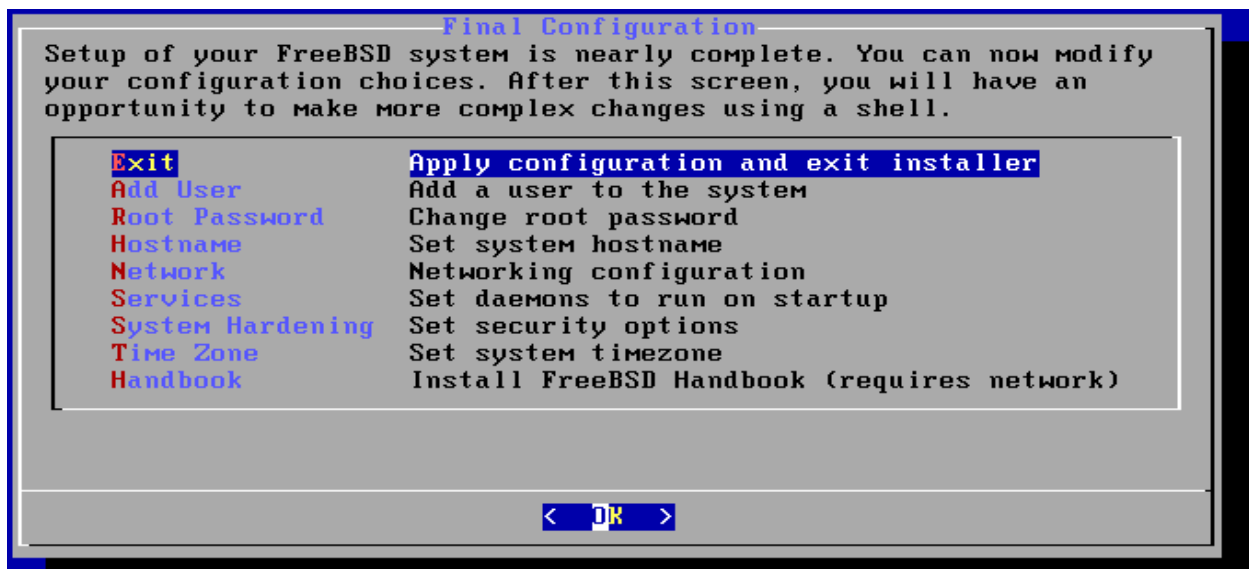 Final Configuration
Setup of your FreeBSD system is nearly complete. You can now modify
your configuration choices. After this screen, you will have an
opportunity to make more complex changes using a shell.
Exit Apply configuration and exit installer
Add User Add a user to the system
Root Password Change root password
Hostname Set system hostname
Network Networking configuration
Services Set daemons to run on startup
System Hardening Set security options
Time Zone Set system timezone
Handbook Install FreeBSD Handbook (requires network)
< OK >